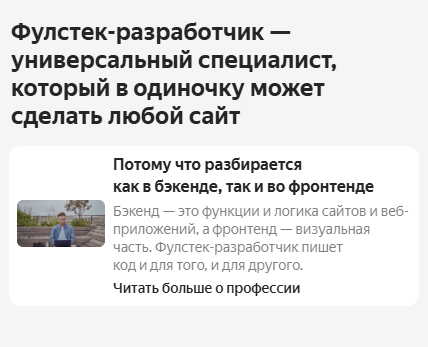 Фулстек-разработчик —
универсальный специалист,
который в одиночку может
сделать любой сайт
Потому что разбирается
как в бэкенде, так и во фронтенде
Бэкенд — это функции и логика сайтов и веб-
приложений, а фронтенд — визуальная
часть. Фулстек-разработчик пишет
код и для того, и для другого.
Читать больше о профессии